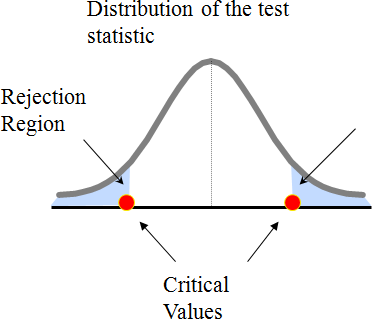 Distribution of the test
statistic
Rejection
Region
Critical
Values